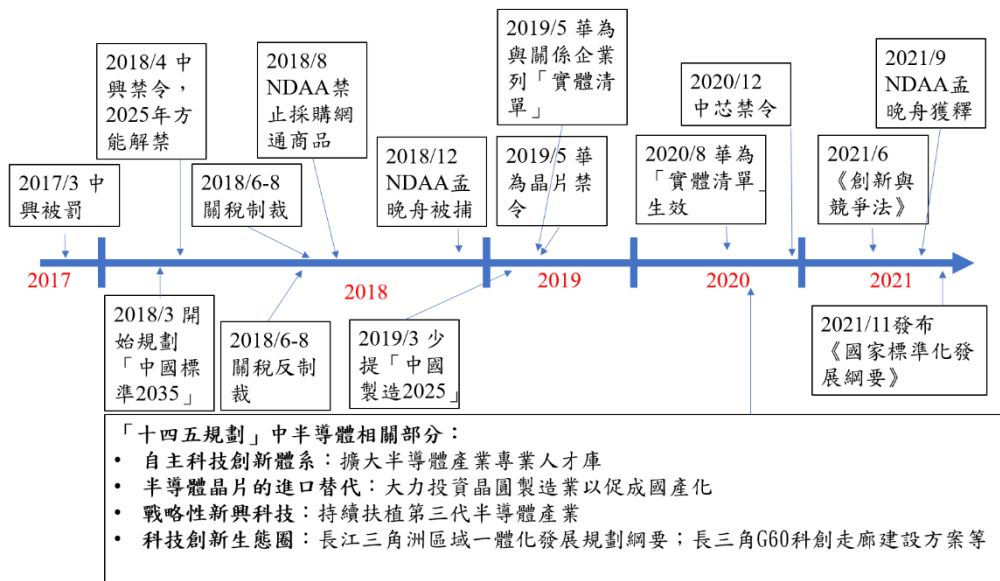 2017/3 中
興被罰
2018/4 中
興禁令，
2025年方
能解禁
2018/6-8
關稅制裁
2018/8
NDAA禁
止採購網
通商品
2018/12
NDAA孟
晚舟被捕
2019/5 華為
與關係企業
列「實體清
單」
2019/5 華
為晶片禁
令
2020/8 華為
「實體清單」
生效
2020/12
中芯禁令
2021/6
《創新與
競爭法》
2021/9
NDAA孟
晚舟獲釋
2017
2018
2019
2020
2021
2018/3 開
始規劃
「中國標
準2035」
2018/6-8
關稅反制
裁
2019/3 少
提「中國
製造2025」
2021/11發布
《國家標準化發
展綱要》
「十四五規劃」中半導體相關部分：
• 自主科技創新體系：擴大半導體產業專業人才庫
• 半導體晶片的進口替代：大力投資晶圓製造業以促成國產化
• 戰略性新興科技：持續扶植第三代半導體產業
• 科技創新生態圈：長江三角洲區域一體化發展規劃綱要；長三角G60科創走廊建設方案等